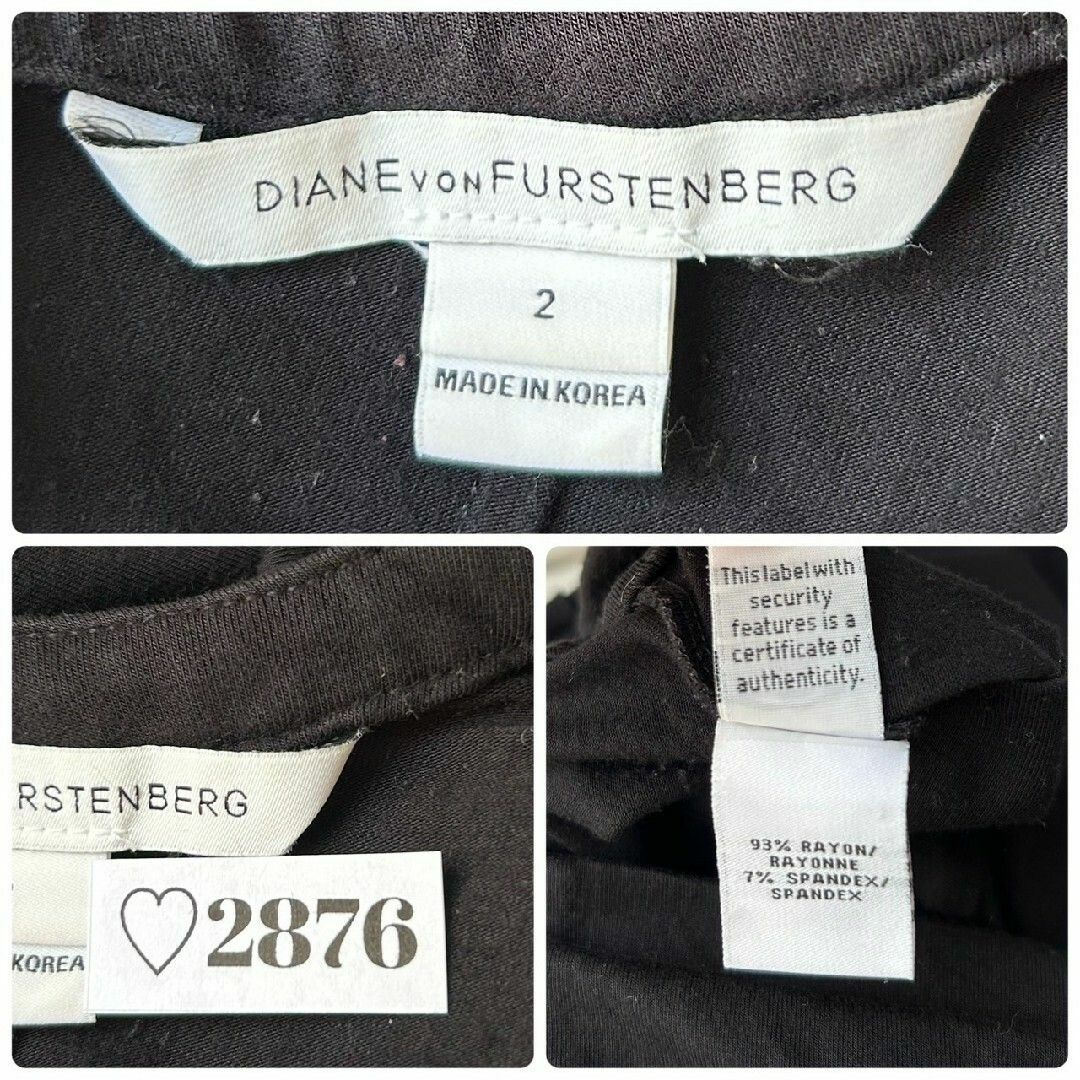 DIANE VON FURSTENBERG
2
MADE IN KOREA
RSTENBERG
KOREA
♡2876
This label with
security
features is a
certificate of
authenticity.
93% RAYON/
RAYONNE
7% SPANDEX/
SPANDEX